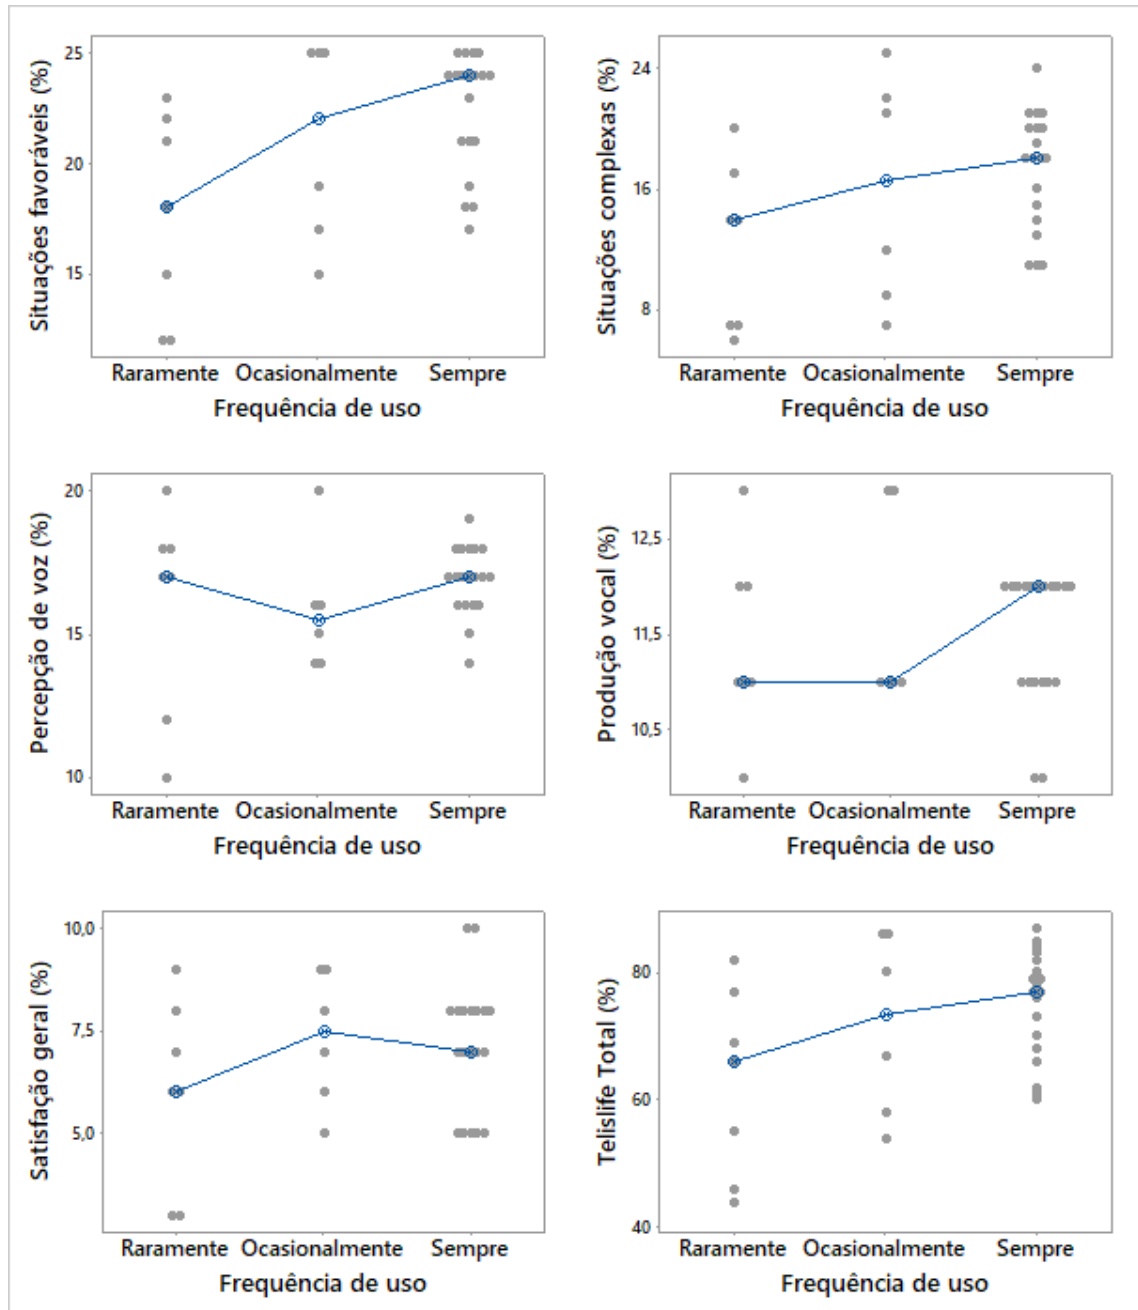 Situações favoráveis (%)
25
20
15
Raramente Ocasionalmente Sempre
Frequência de uso
Situações complexas (%)
24
16
8
Raramente Ocasionalmente Sempre
Frequência de uso
Percepção de voz (%)
20
15
10
Raramente Ocasionalmente Sempre
Frequência de uso
Produção vocal (%)
12,5
11,5
10,5
Raramente Ocasionalmente Sempre
Frequência de uso
Satisfação geral (%)
10,0
7,5
5,0
Raramente Ocasionalmente Sempre
Frequência de uso
Telislife Total (%)
80
60
40
Raramente Ocasionalmente Sempre
Frequência de uso